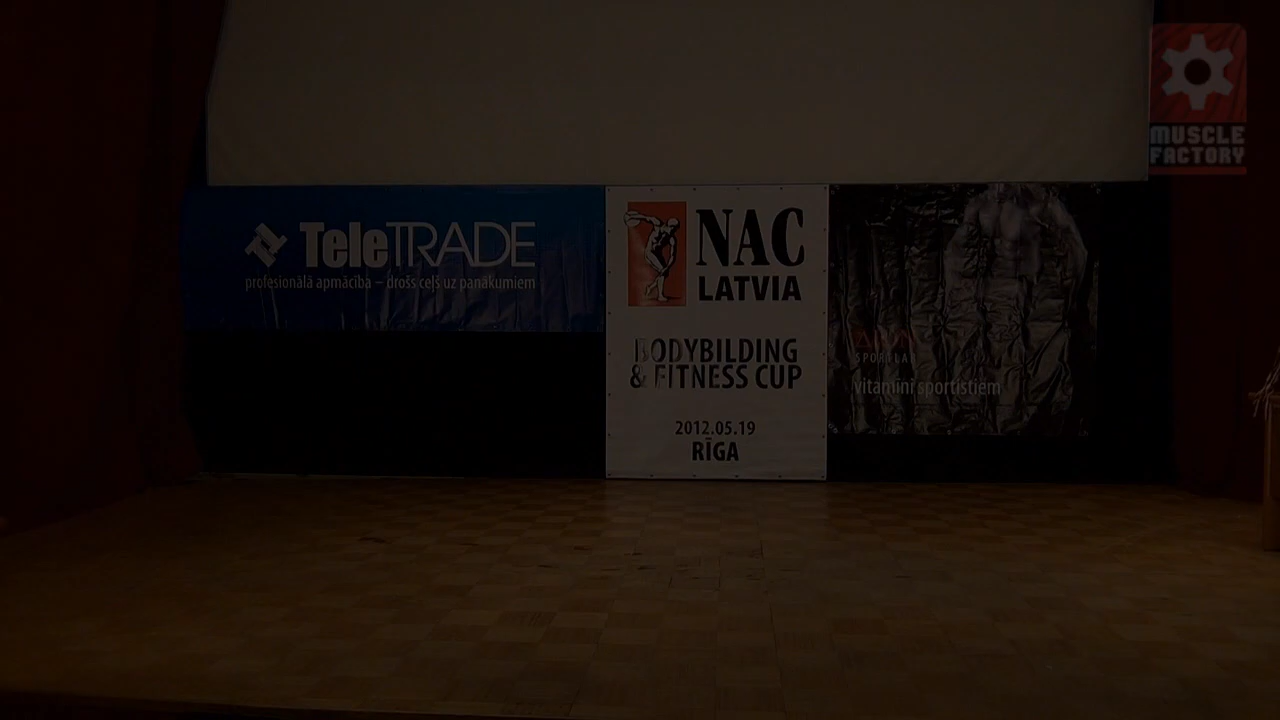 MUSCLE
FACTORY
TeleTRADE
profesionālā apmācība – drošs ceļš uz panākumiem
NAC
LATVIA
BODYBILDING
& FITNESS CUP
2012.05.19
RĪGA
SPORTLAB
vitamīni sportistiem